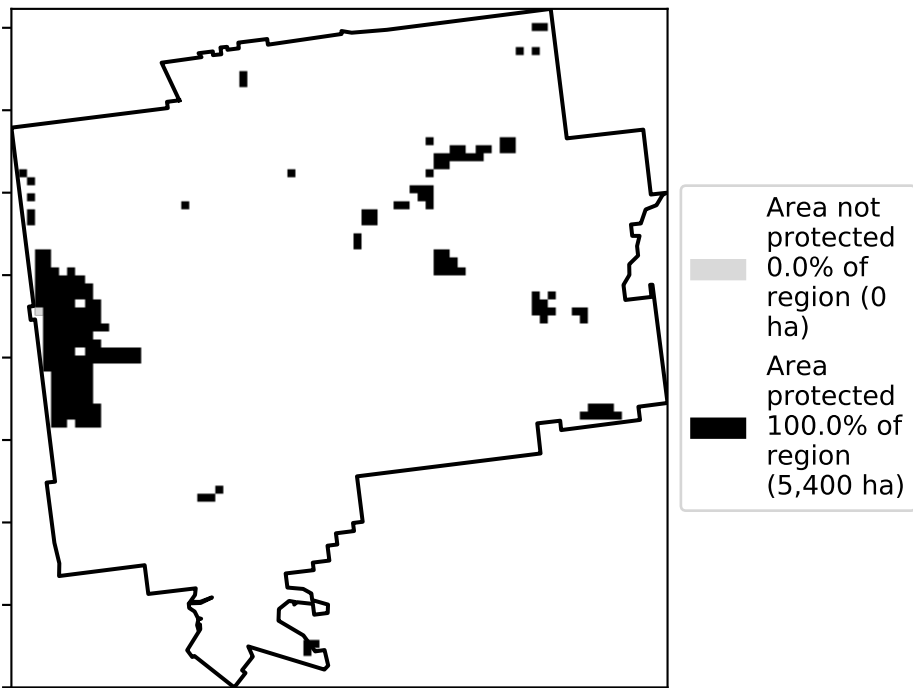 Area not
protected
0.0% of
region (0
ha)
Area
protected
100.0% of
region
(5,400 ha)